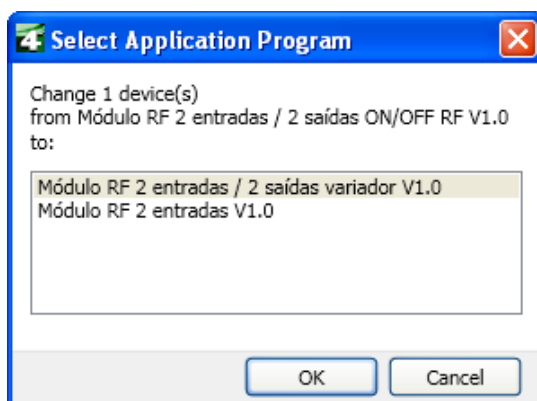 4 Select Application Program
Change 1 device(s)
from Módulo RF 2 entradas / 2 saídas ON/OFF RF V1.0
to:
Módulo RF 2 entradas / 2 saídas variador V1.0
Módulo RF 2 entradas V1.0
OK Cancel